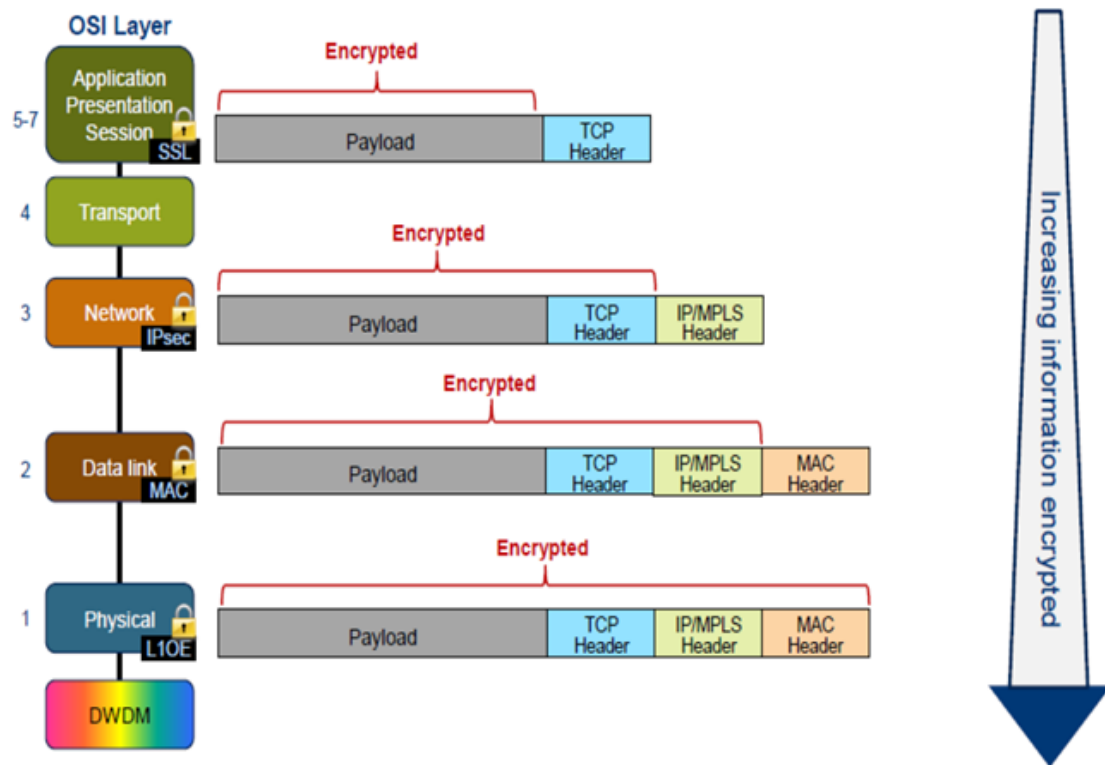 OSI Layer
Encrypted
5-7
Application
Presentation
Session
SSL
Payload
TCP
Header
4
Transport
Encrypted
3
Network
IPsec
Payload
TCP
Header
IP/MPLS
Header
Encrypted
2
Data link
MAC
Payload
TCP
Header
IP/MPLS
Header
MAC
Header
Encrypted
1
Physical
L1OE
Payload
TCP
Header
IP/MPLS
Header
MAC
Header
DWDM
Increasing information encrypted